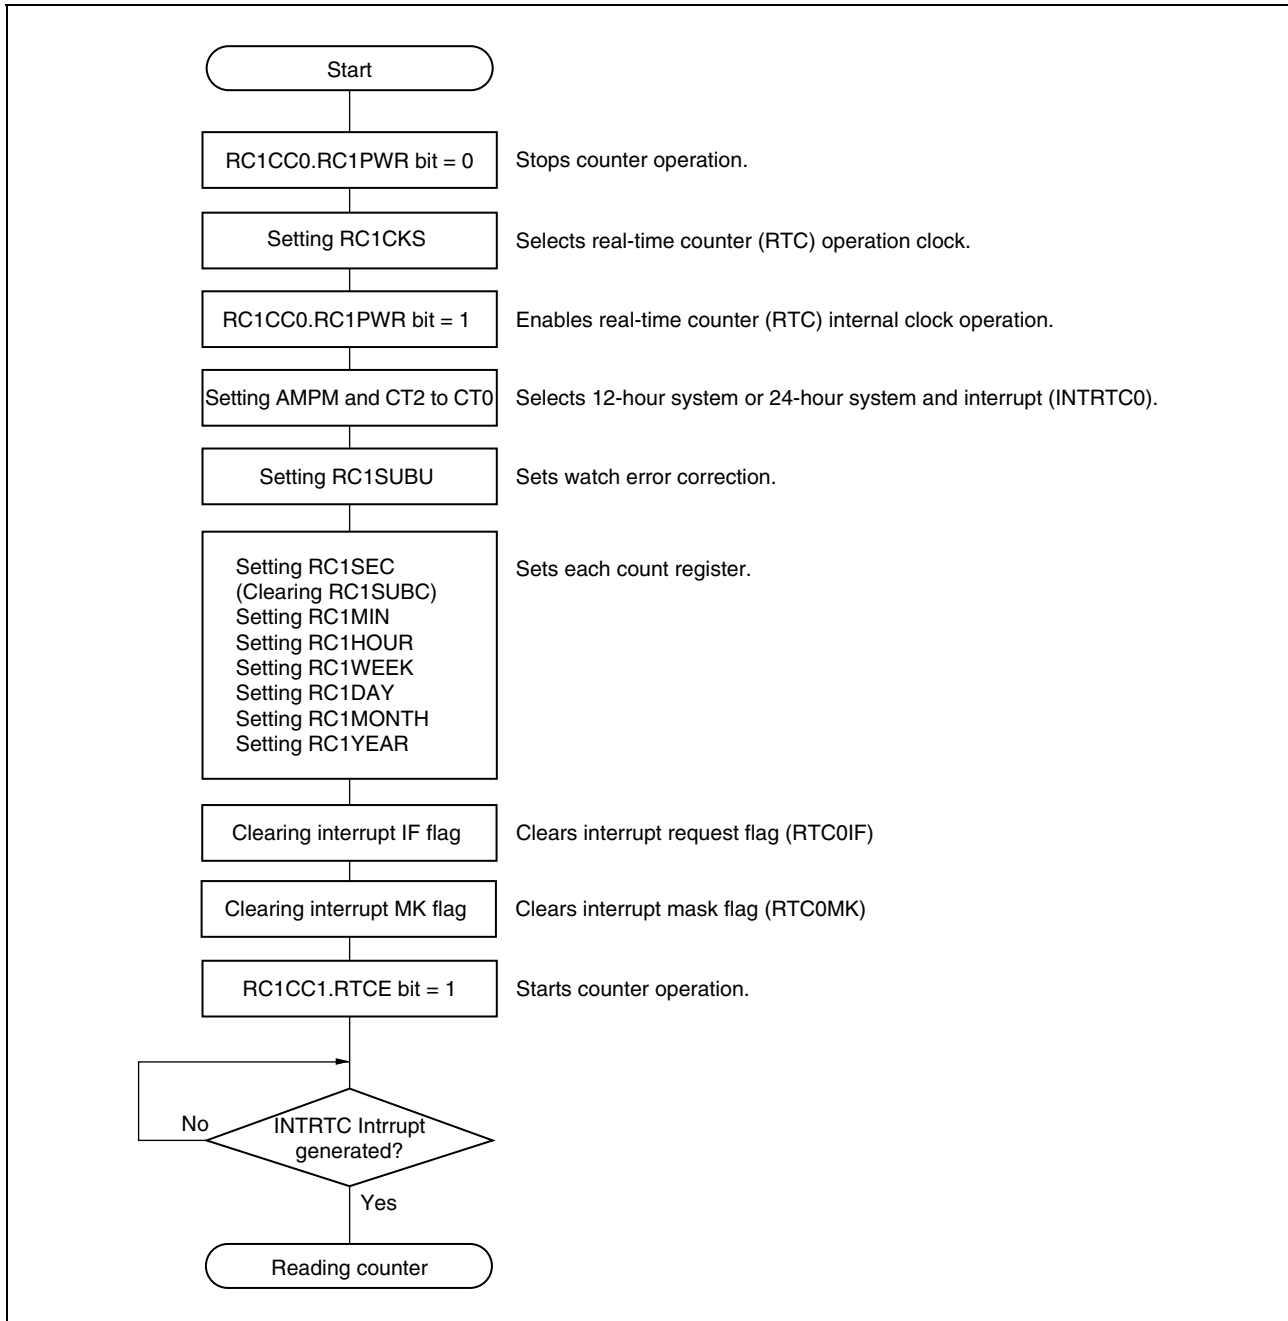 Start
RC1CC0.RC1PWR bit = 0
Stops counter operation.
Setting RC1CKS
Selects real-time counter (RTC) operation clock.
RC1CC0.RC1PWR bit = 1
Enables real-time counter (RTC) internal clock operation.
Setting AMPM and CT2 to CT0
Selects 12-hour system or 24-hour system and interrupt (INTRTC0).
Setting RC1SUBU
Sets watch error correction.
Setting RC1SEC
(Clearing RC1SUBC)
Setting RC1MIN
Setting RC1HOUR
Setting RC1WEEK
Setting RC1DAY
Setting RC1MONTH
Setting RC1YEAR
Sets each count register.
Clearing interrupt IF flag
Clears interrupt request flag (RTC0IF)
Clearing interrupt MK flag
Clears interrupt mask flag (RTC0MK)
RC1CC1.RTCE bit = 1
Starts counter operation.
No
INTRTC Intrrupt
generated?
Yes
Reading counter